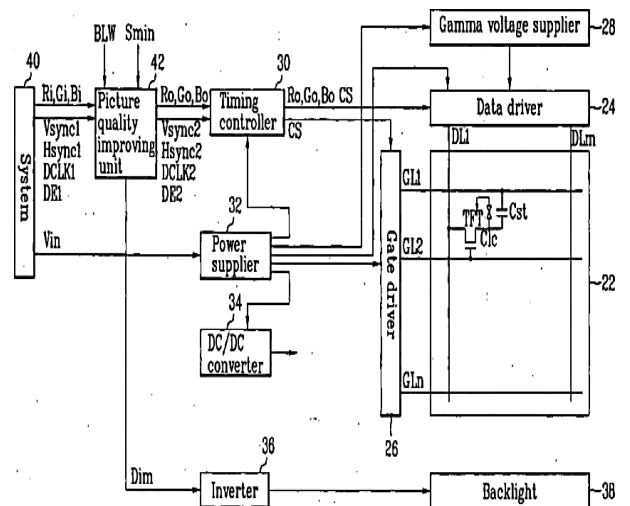 BLW Smin
Gamma voltage supplier
28
40
42
30
Ri,Gi,Bi
Picture
quality
improving
unit
Ro,Go,Bo
Timing
controller
Ro,Go,Bo CS
Data driver
24
Vsync1
Hsync1
DCLK1
DE1
Vsync2
Hsync2
DCLK2
DE2
CS
DL1
DLm
System
GL1
TFT
Clc
Cst
32
Vin
Power
supplier
GL2
22
Gate driver
34
DC/DC
converter
GLn
26
36
Dim
Inverter
Backlight
38